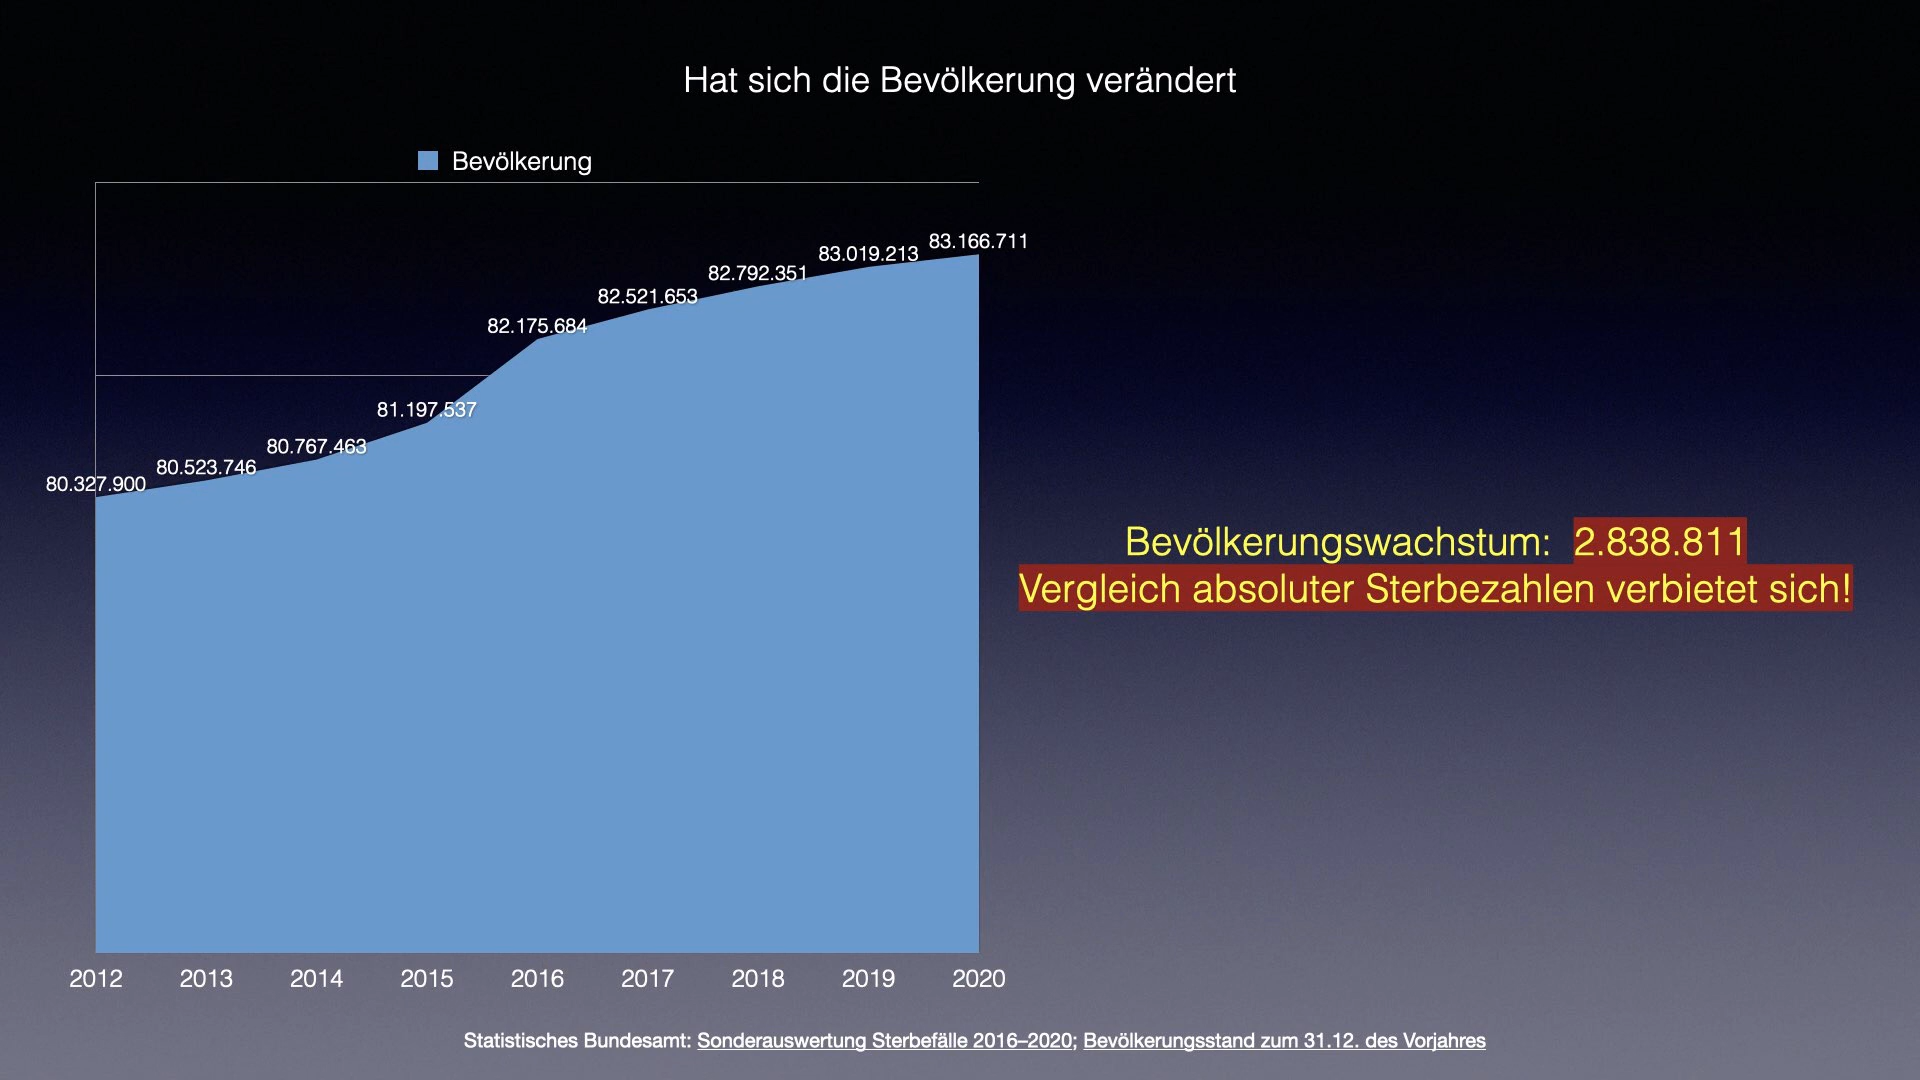 Hat sich die Bevölkerung verändert
Bevölkerung
80.327.900
80.523.746
80.767.463
81.197.537
82.175.684
82.521.653
82.792.351
83.019.213
83.166.711
2012 2013 2014 2015 2016 2017 2018 2019 2020
Bevölkerungswachstum: 2.838.811
Vergleich absoluter Sterbezahlen verbietet sich!
Statistisches Bundesamt: Sonderauswertung Sterbefälle 2016–2020; Bevölkerungsstand zum 31.12. des Vorjahres